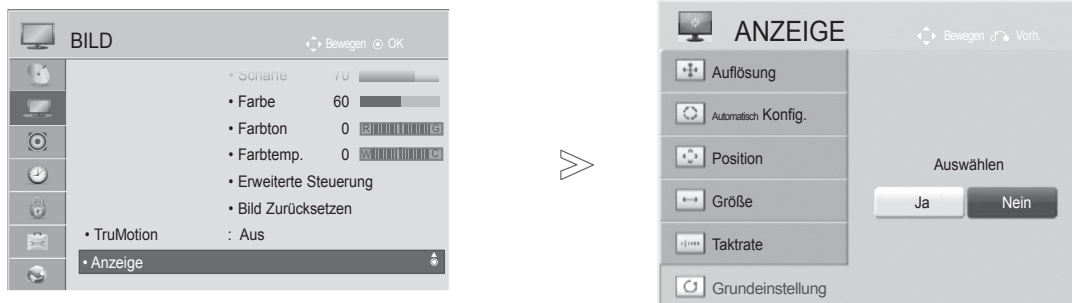 BILD
Bewegen OK
• Schärfe 70
• Farbe 60
• Farbton 0 R G
• Farbtemp. 0 W C
• Erweiterte Steuerung
• Bild Zurücksetzen
• TruMotion : Aus
• Anzeige
ANZEIGE
Bewegen Vorh.
Auflösung
Automatisch Konfig.
Position
Größe
Taktrate
Grundeinstellung
Auswählen
Ja Nein